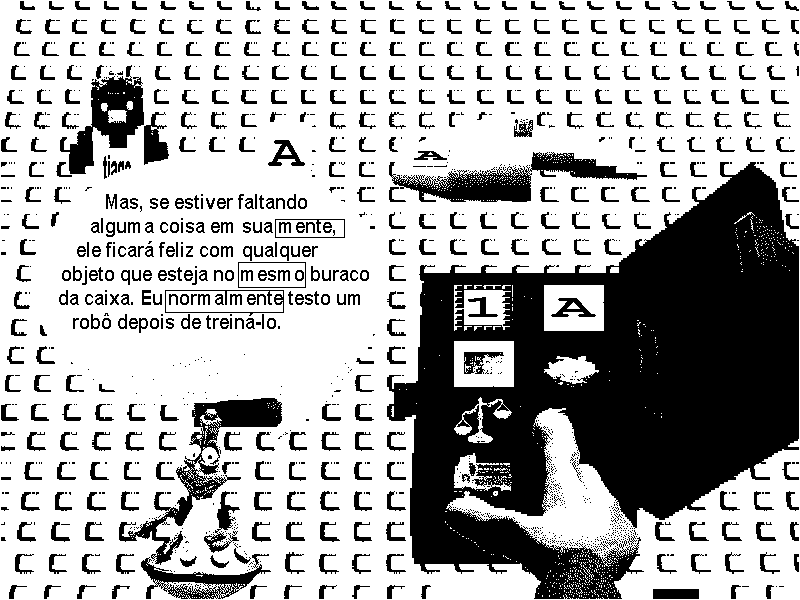 tiago
A
A
Mas, se estiver faltando
alguma coisa em sua mente,
ele ficará feliz com qualquer
objeto que esteja no mesmo buraco
da caixa. Eu normalmente testo um
robô depois de treiná-lo.
1 A